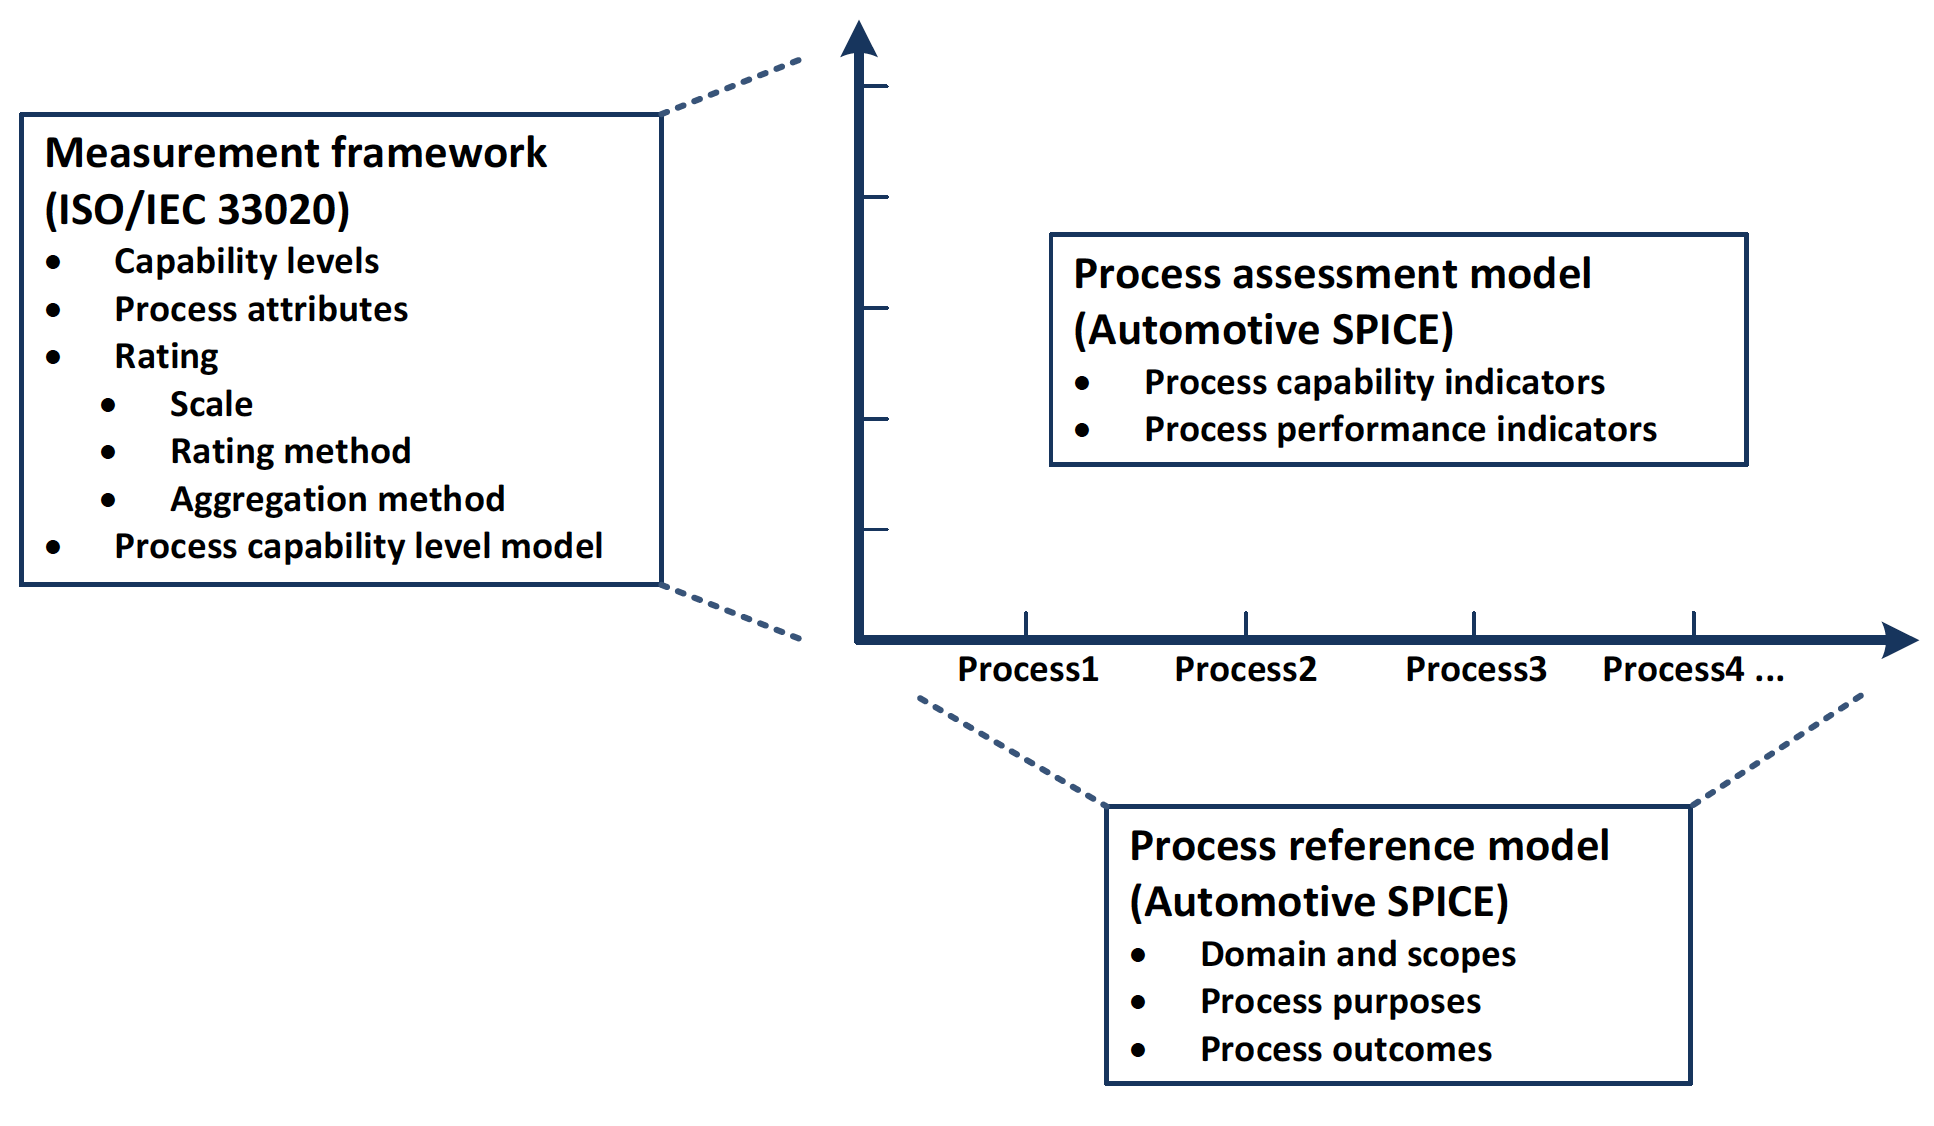 Measurement framework
(ISO/IEC 33020)
• Capability levels
• Process attributes
• Rating
• Scale
• Rating method
• Aggregation method
• Process capability level model
Process assessment model
(Automotive SPICE)
• Process capability indicators
• Process performance indicators
Process1 Process2 Process3 Process4 ...
Process reference model
(Automotive SPICE)
• Domain and scopes
• Process purposes
• Process outcomes